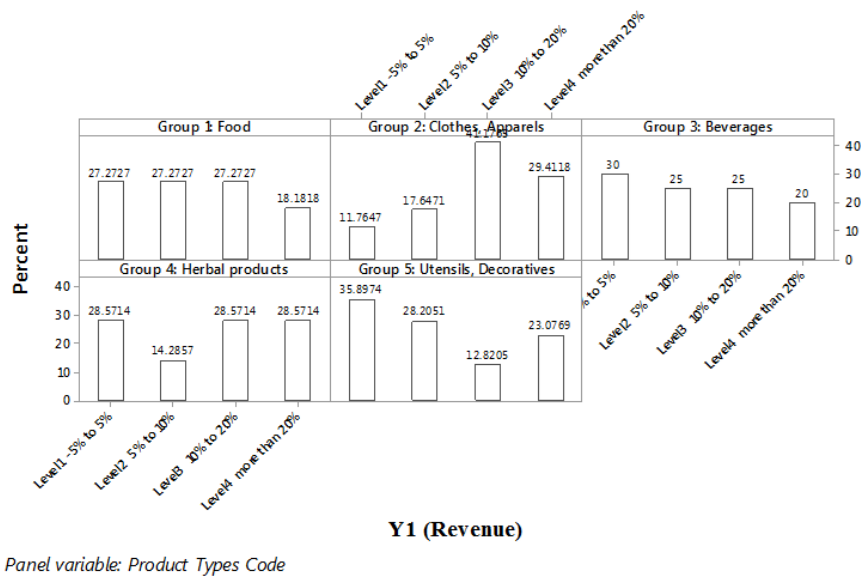 Level1 -5% to 5%
Level2 5% to 10%
Level3 10% to 20%
Level4 more than 20%
Group 1: Food
Group 2: Clothes, Apparels
Group 3: Beverages
27.2727
27.2727
27.2727
18.1818
11.7647
17.6471
29.4118
30
25
25
20
40
30
20
10
0
Percent
Group 4: Herbal products
Group 5: Utensils, Decoratives
40
30
20
10
0
28.5714
14.2857
28.5714
28.5714
35.8974
28.2051
12.8205
23.0769
% to 5%
Level2 5% to 10%
Level3 10% to 20%
Level4 more than 20%
Level1 -5% to 5%
Level2 5% to 10%
Level3 10% to 20%
Level4 more than 20%
Y1 (Revenue)
Panel variable: Product Types Code